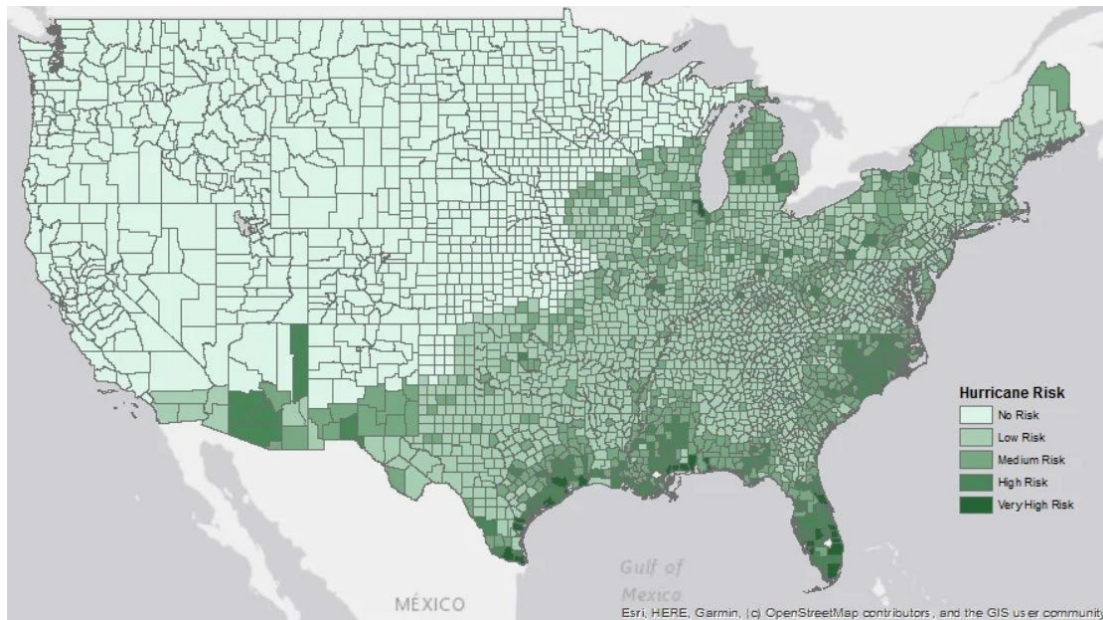 Hurricane Risk
No Risk
Low Risk
Medium Risk
High Risk
Very High Risk
Gulf of
Mexico
MÉXICO
Esri, HERE, Garmin, (c) OpenStreetMap contributors, and the GIS user community